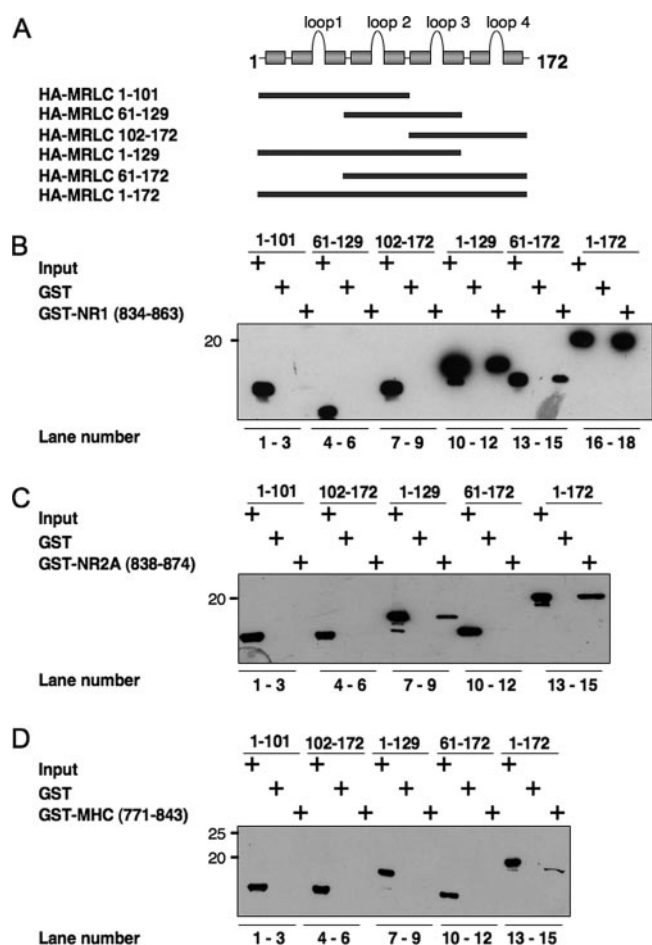 A
loop1 loop 2 loop 3 loop 4
1 172
HA-MRLC 1-101
HA-MRLC 61-129
HA-MRLC 102-172
HA-MRLC 1-129
HA-MRLC 61-172
HA-MRLC 1-172
B
1-101 61-129 102-172 1-129 61-172 1-172
Input + + + + + +
GST + + + + + +
GST-NR1 (834-863) + + + + + +
20
Lane number 1 - 3 4 - 6 7 - 9 10 - 12 13 - 15 16 - 18
C
1-101 102-172 1-129 61-172 1-172
Input + + + + +
GST + + + + +
GST-NR2A (838-874) + + + + +
20
Lane number 1 - 3 4 - 6 7 - 9 10 - 12 13 - 15
D
1-101 102-172 1-129 61-172 1-172
Input + + + + +
GST + + + + +
GST-MHC (771-843) + + + + +
25
20
Lane number 1 - 3 4 - 6 7 - 9 10 - 12 13 - 15